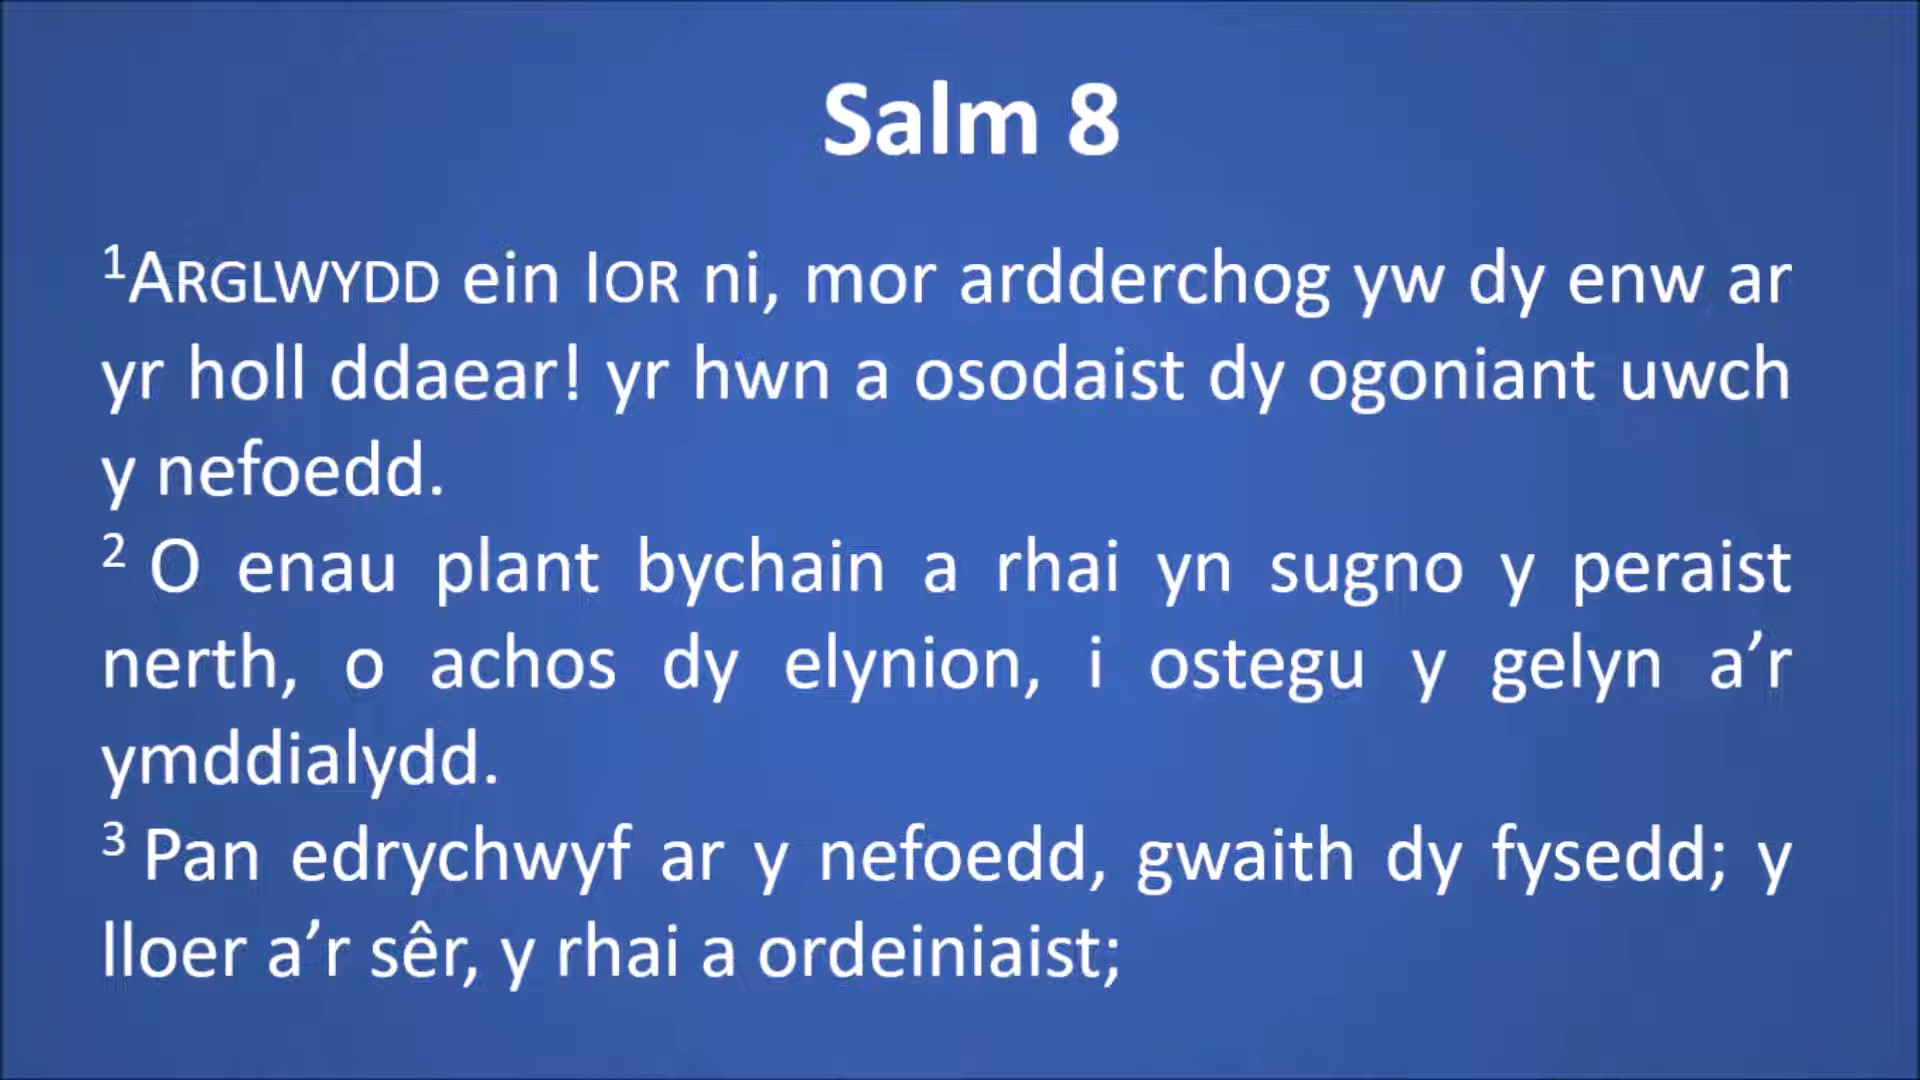 Salm 8
¹ARGLWYDD ein IOR ni, mor ardderchog yw dy enw ar
yr holl ddaear! yr hwn a osodaist dy ogoniant uwch
y nefoedd.
² O enau plant bychain a rhai yn sugno y peraist
nerth, o achos dy elynion, i ostegu y gelyn a’r
ymddialydd.
³ Pan edrychwyf ar y nefoedd, gwaith dy fysedd; y
lloer a’r sêr, y rhai a ordeiniaist;